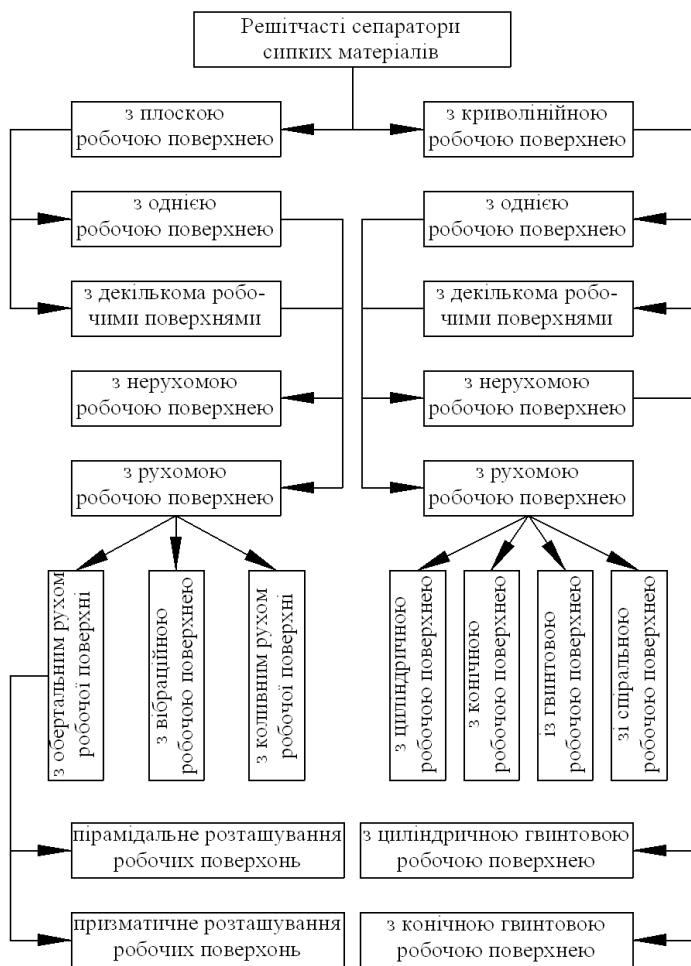 Решітчасті сепаратори
сипких матеріалів
з плоскою
робочою поверхнею
з криволінійною
робочою поверхнею
з однією
робочою поверхнею
з однією
робочою поверхнею
з декількома робо-
чими поверхнями
з декількома робо-
чими поверхнями
з нерухомою
робочою поверхнею
з нерухомою
робочою поверхнею
з рухомою
робочою поверхнею
з рухомою
робочою поверхнею
з обертальним рухом
робочої поверхні
з вібраційною
робочою поверхнею
з коливним рухом
робочої поверхні
з циліндричною
робочою поверхнею
з конічною
робочою поверхнею
із гвинтовою
робочою поверхнею
зі спіральною
робочою поверхнею
пірамідальне розташування
робочих поверхонь
з циліндричною гвинтовою
робочою поверхнею
призматичне розташування
робочих поверхонь
з конічною гвинтовою
робочою поверхнею